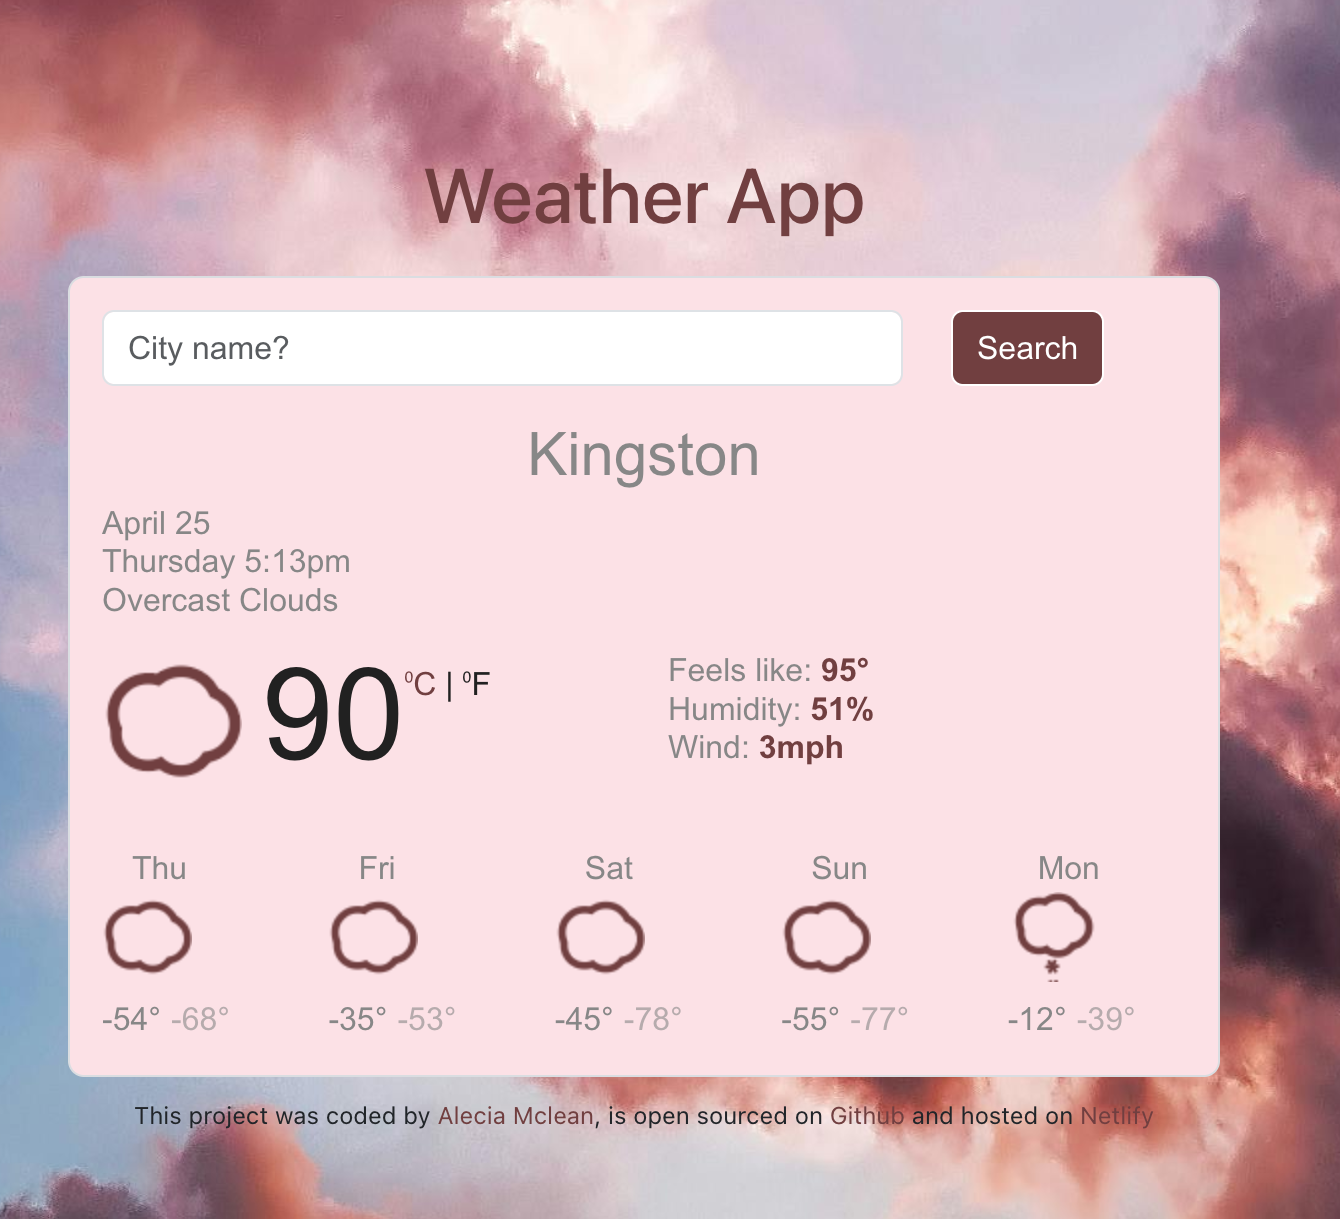 Weather App
City name?
Search
Kingston
April 25
Thursday 5:13pm
Overcast Clouds
90 ⁰C | ⁰F
Feels like: 95°
Humidity: 51%
Wind: 3mph
Thu Fri Sat Sun Mon
-54° -68° -35° -53° -45° -78° -55° -77° -12° -39°
This project was coded by Alecia Mclean, is open sourced on Github and hosted on Netlify